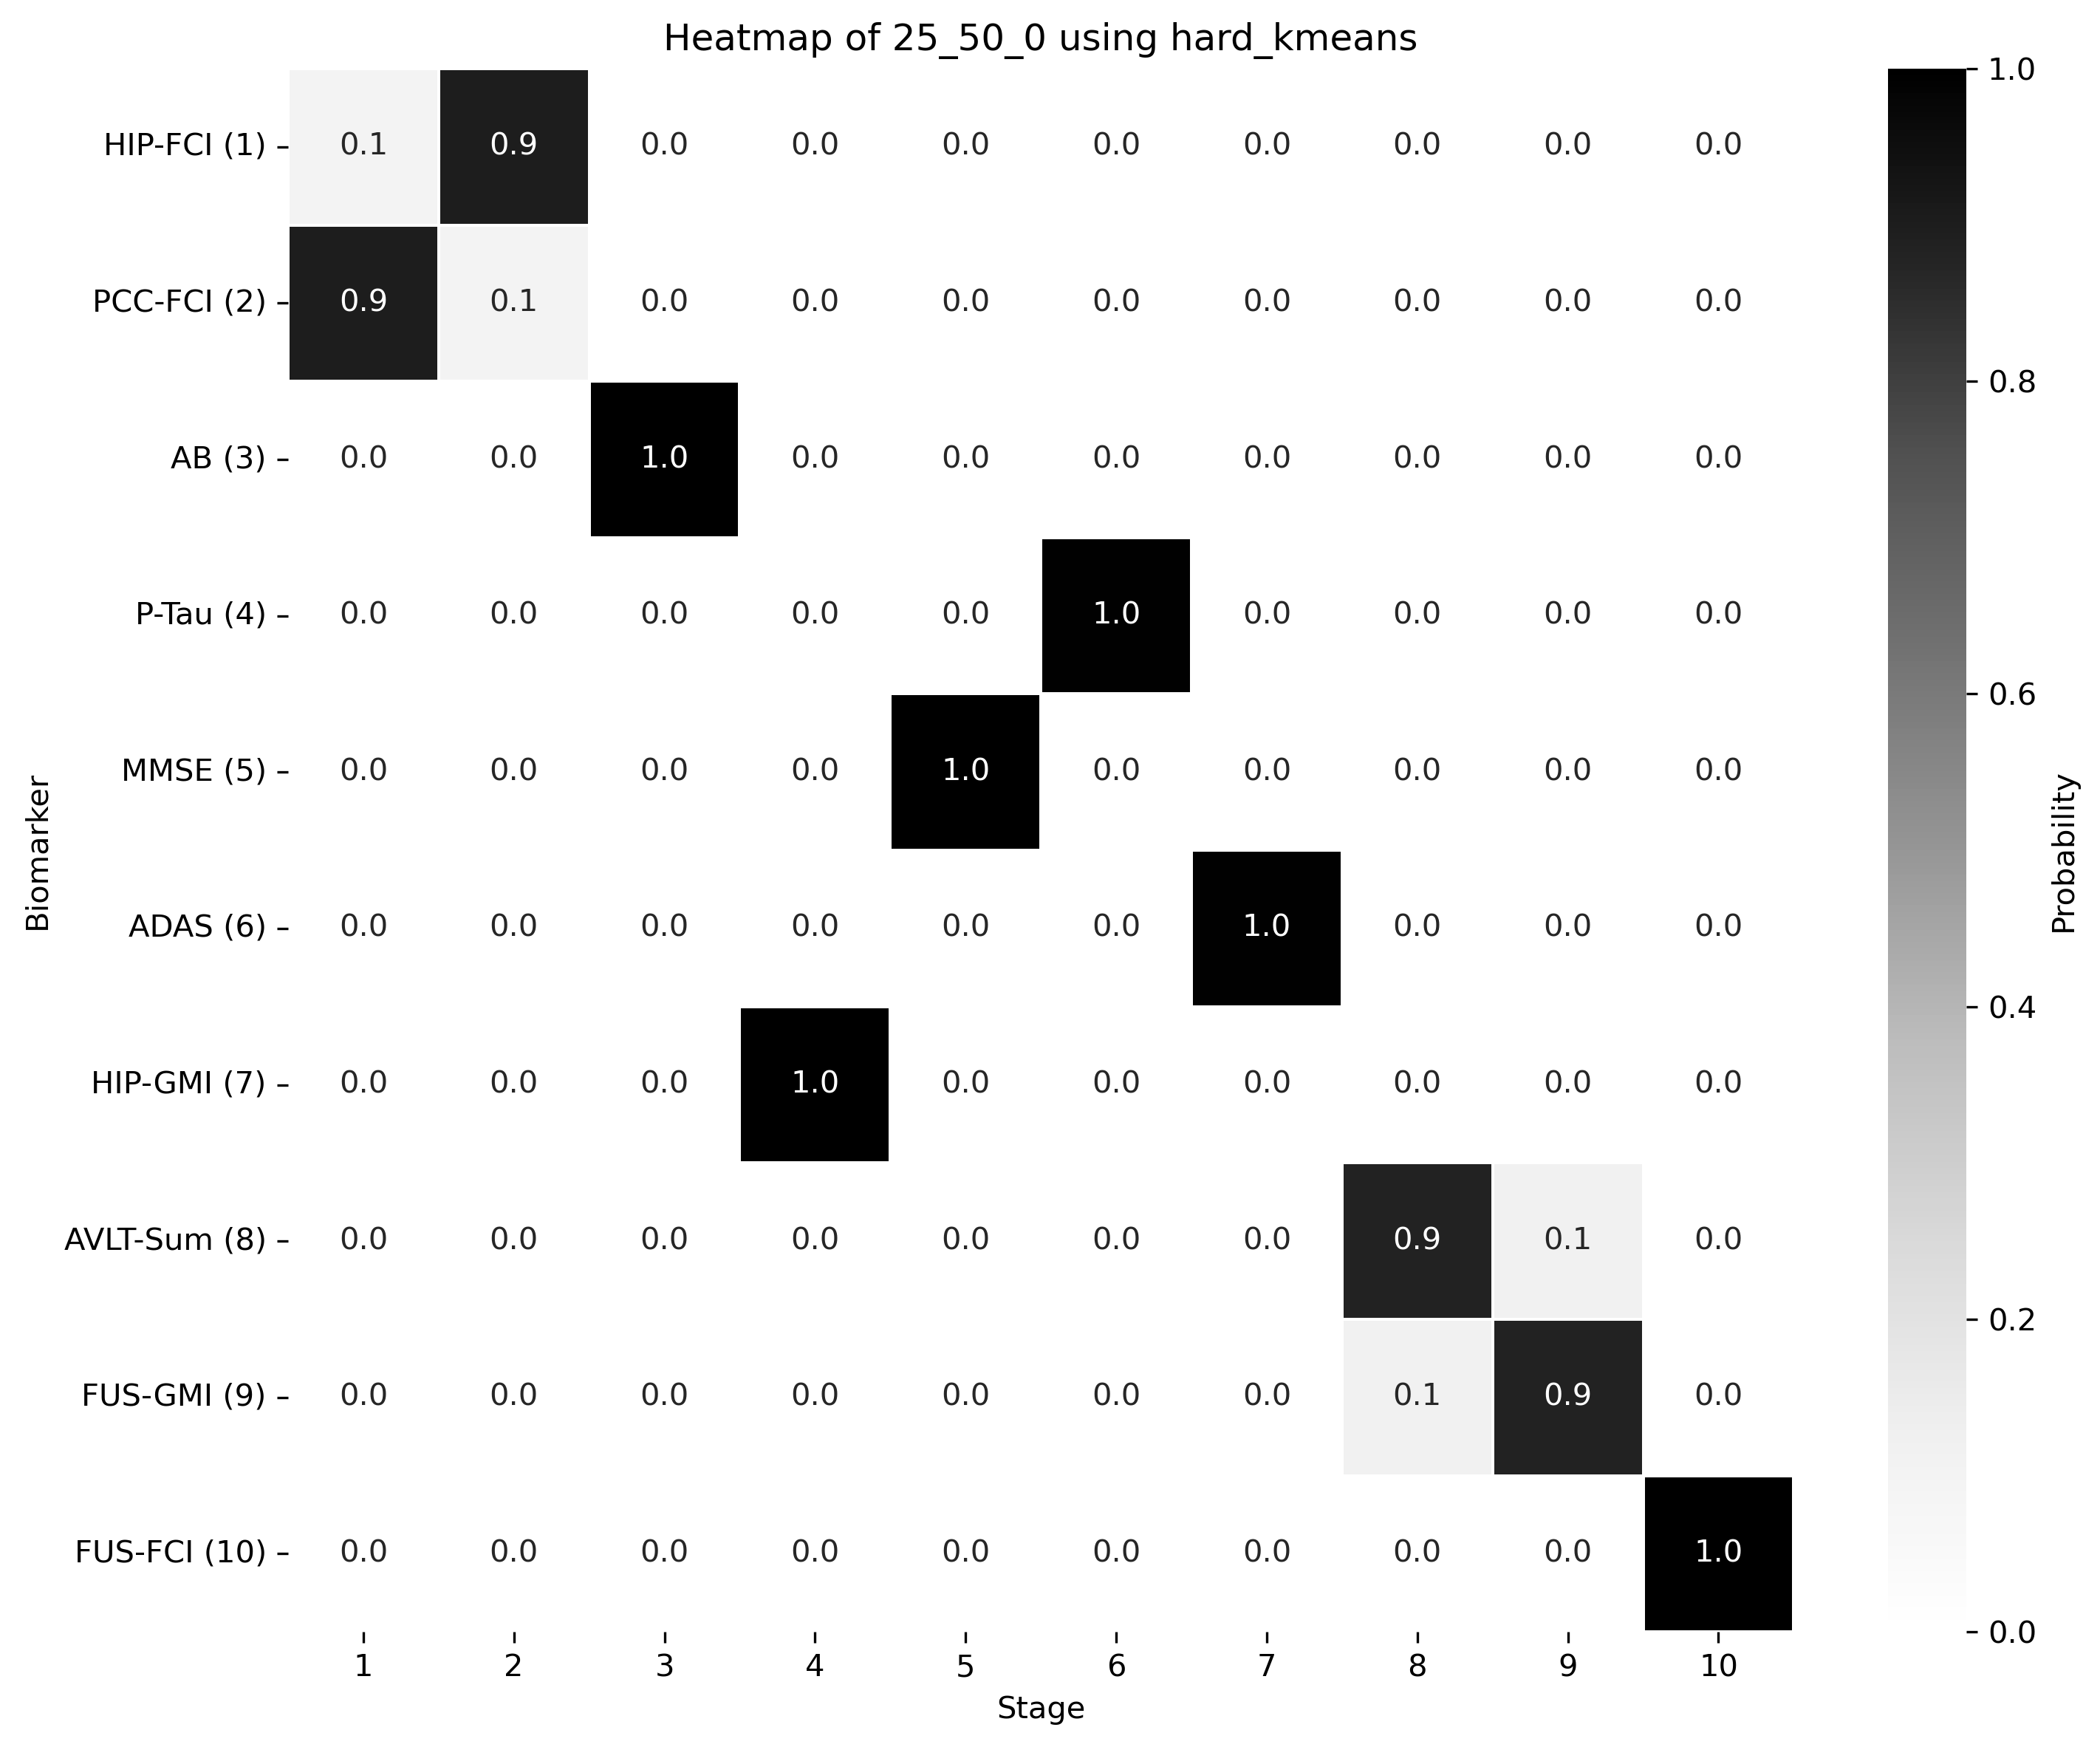 Heatmap of 25_50_0 using hard_kmeans
HIP-FCI (1) 0.1 0.9 0.0 0.0 0.0 0.0 0.0 0.0 0.0 0.0
PCC-FCI (2) 0.9 0.1 0.0 0.0 0.0 0.0 0.0 0.0 0.0 0.0
AB (3) 0.0 0.0 1.0 0.0 0.0 0.0 0.0 0.0 0.0 0.0
P-Tau (4) 0.0 0.0 0.0 0.0 0.0 1.0 0.0 0.0 0.0 0.0
MMSE (5) 0.0 0.0 0.0 0.0 1.0 0.0 0.0 0.0 0.0 0.0
ADAS (6) 0.0 0.0 0.0 0.0 0.0 0.0 1.0 0.0 0.0 0.0
HIP-GMI (7) 0.0 0.0 0.0 1.0 0.0 0.0 0.0 0.0 0.0 0.0
AVLT-Sum (8) 0.0 0.0 0.0 0.0 0.0 0.0 0.0 0.9 0.1 0.0
FUS-GMI (9) 0.0 0.0 0.0 0.0 0.0 0.0 0.0 0.1 0.9 0.0
FUS-FCI (10) 0.0 0.0 0.0 0.0 0.0 0.0 0.0 0.0 0.0 1.0
1 2 3 4 5 6 7 8 9 10
Stage
Biomarker
1.0
0.8
0.6
0.4
0.2
0.0
Probability